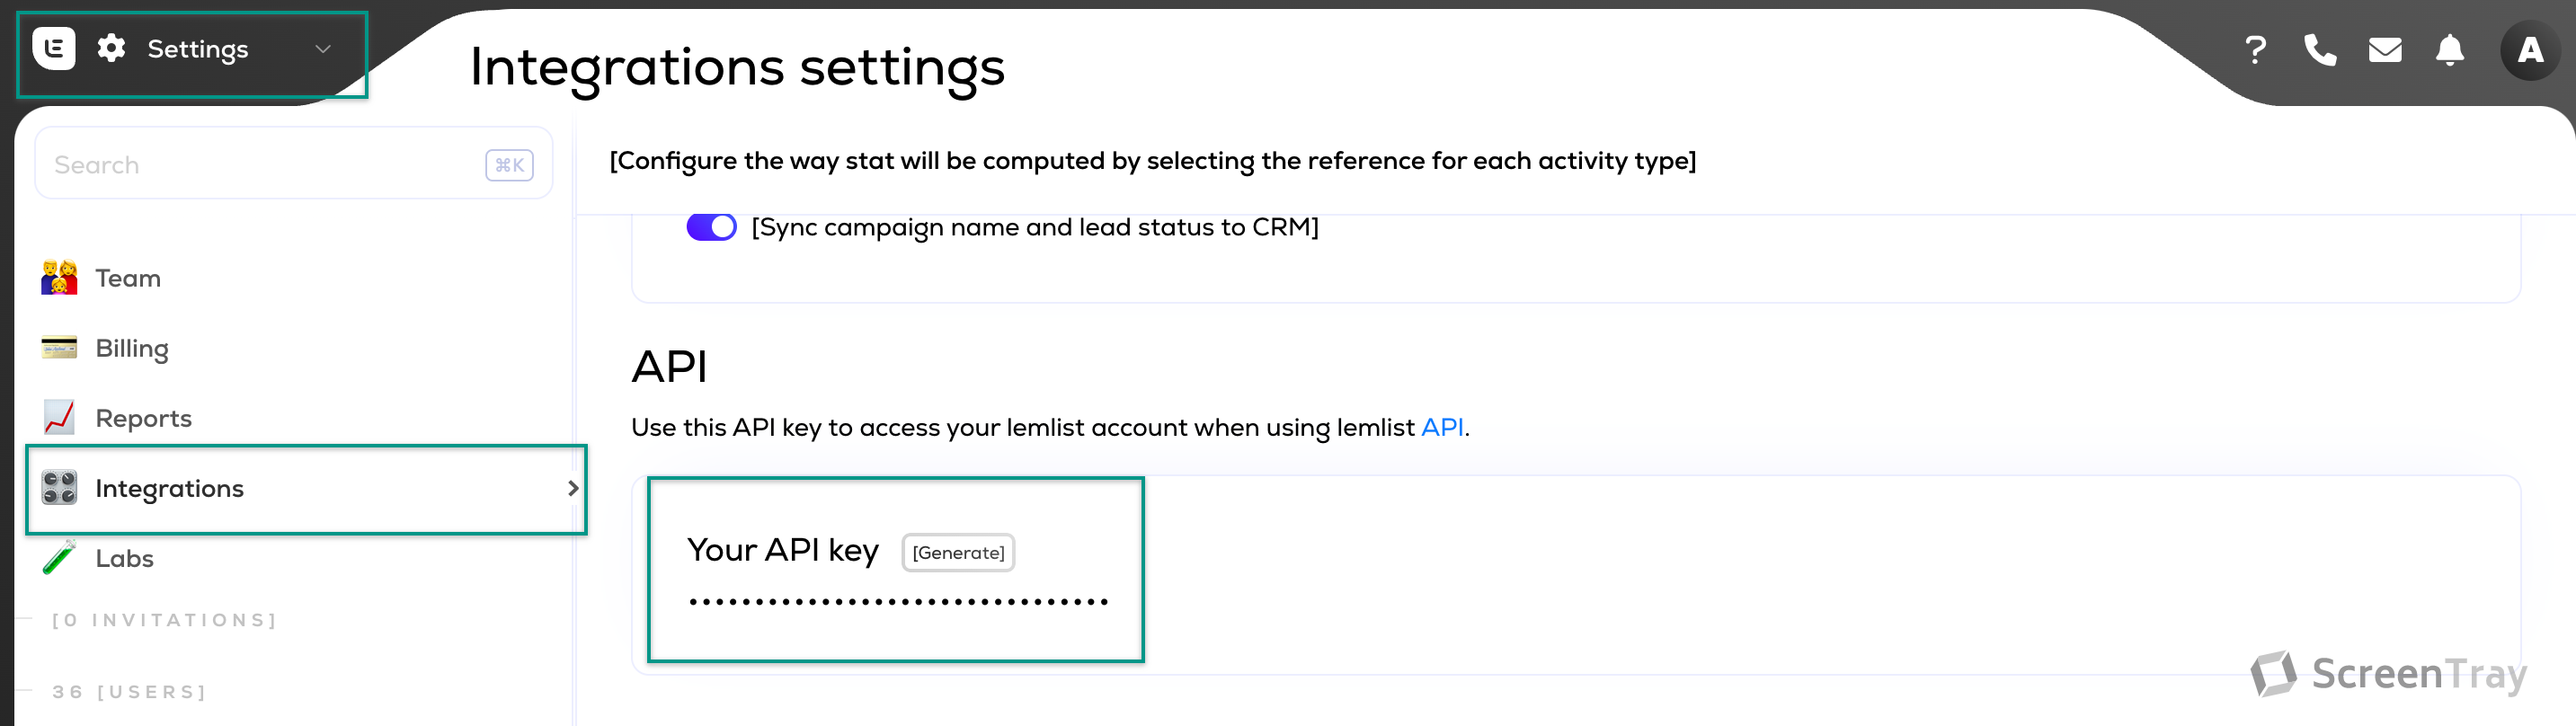 Settings
Integrations settings
?
A
Search
⌘K
[Configure the way stat will be computed by selecting the reference for each activity type]
[Sync campaign name and lead status to CRM]
Team
Billing
Reports
Integrations
Labs
[0 INVITATIONS]
36 [USERS]
API
Use this API key to access your lemlist account when using lemlist API.
Your API key [Generate]
••••••••••••••••••••••••••••••••
ScreenTray